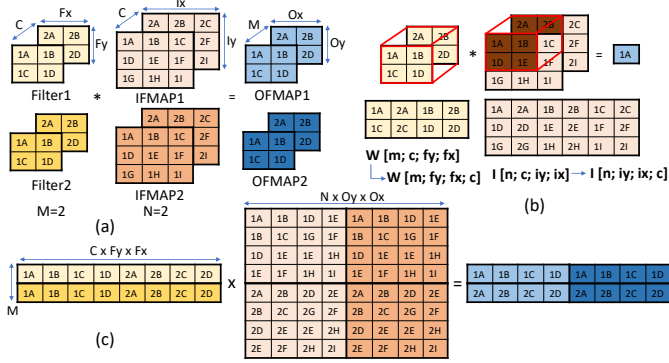 C
Fx
Fy
2A 2B
1A 1B 2D
1C 1D
Filter1
*
C
Ix
Iy
2A 2B 2C
1A 1B 1C 2F
1D 1E 1F 2I
1G 1H 1I
IFMAP1
=
M
Ox
Oy
2A 2B
1A 1B 2D
1C 1D
OFMAP1
2A 2B
1A 1B 2D
1C 1D
Filter2
M=2
2A 2B 2C
1A 1B 1C 2F
1D 1E 1F 2I
1G 1H 1I
IFMAP2
N=2
2A 2B
1A 1B 2D
1C 1D
OFMAP2
(a)
2A 2B
1A 1B 2D
1C 1D
*
2A 2B 2C
1A 1B 1C 2F
1D 1E 1F 2I
1G 1H 1I
=
1A
1A 2A 1B 2B
1C 2C 1D 2D
W [m; c; fy; fx]
W [m; fy; fx; c]
1A 2A 1B 2B 1C 2C
1D 2D 1E 2E 1F 2F
1G 2G 1H 2H 1I 2I
I [n; c; iy; ix] I [n; iy; ix; c]
(b)
C x Fy x Fx
M
1A 1B 1C 1D 2A 2B 2C 2D
1A 1B 1C 1D 2A 2B 2C 2D
(c)
x
N x Oy x Ox
1A 1B 1D 1E 1A 1B 1D 1E
1B 1C 1G 1F 1B 1C 1G 1F
1D 1E 1E 1H 1D 1E 1E 1H
1E 1F 1H 1I 1E 1F 1H 1I
2A 2B 2D 2E 2A 2B 2D 2E
2B 2C 2G 2F 2B 2C 2G 2F
2D 2E 2E 2H 2D 2E 2E 2H
2E 2F 2H 2I 2E 2F 2H 2I
=
1A 1B 1C 1D 1A 1B 1C 1D
2A 2B 2C 2D 2A 2B 2C 2D